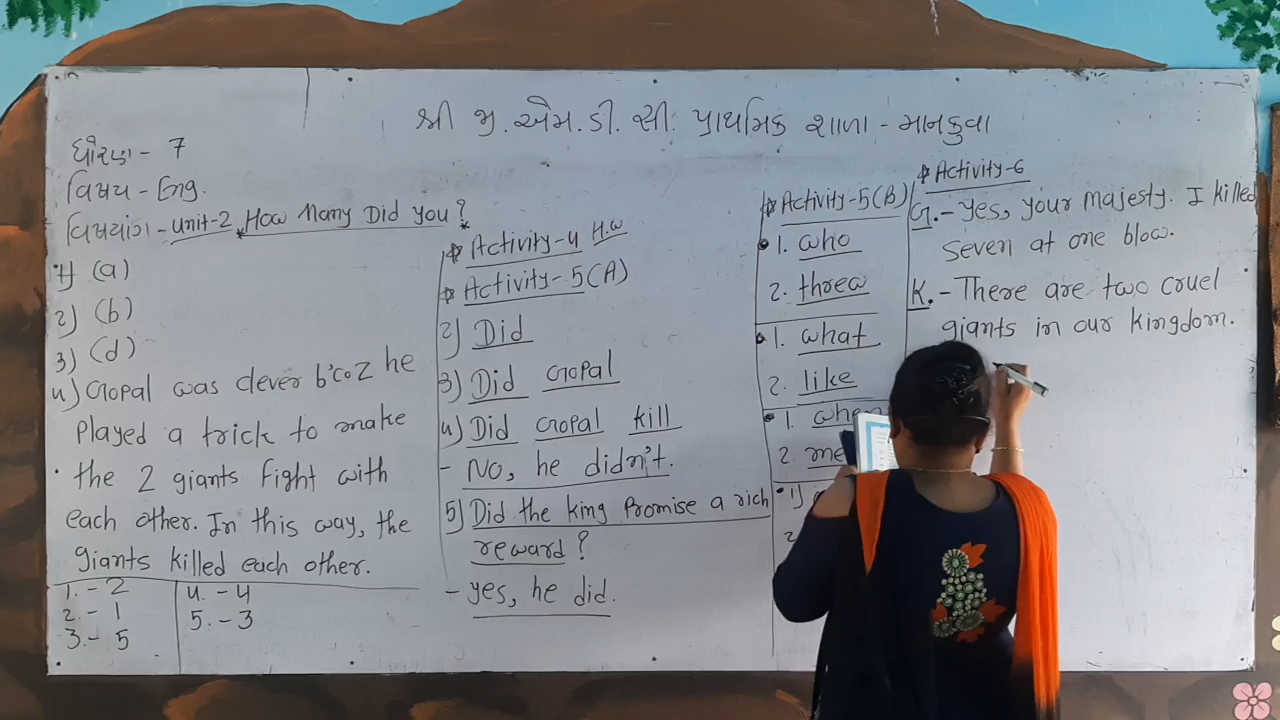 શ્રી જી. એમ. ડી. સી. પ્રાથમિક શાળા - માનકુવા
ધોરણ - 7
વિષય - Eng.
વિષયાંગ - unit-2 * How Many Did You? *
1) (a)
2) (b)
3) (d)
4) Gopal was clever b'coz he
Played a trick to make
the 2 giants Fight with
each other. In this way, the
giants killed each other.
1. - 2
2. - 1
3. - 5
4. - 4
5. - 3
* Activity-4 H.W
* Activity-5(A)
2) Did
3) Did Gopal
4) Did Gopal kill
- No, he didn't.
5) Did the king Promise a rich
reward?
- yes, he did.
* Activity-5(B)
1. who
2. threw
1. what
2. like
1.
2.
1)
2.
* Activity-6
G. - Yes, your majesty. I killed
seven at one blow.
K. - There are two cruel
giants in our kingdom.